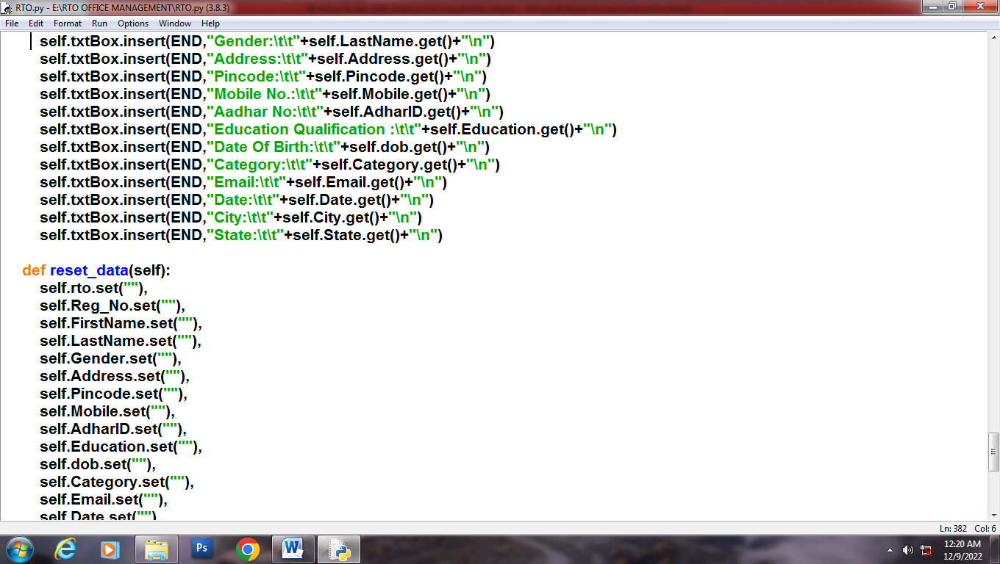 RTO.py - E:\RTO OFFICE MANAGEMENT\RTO.py (3.8.3)
File Edit Format Run Options Window Help
self.txtBox.insert(END,"Gender:\t\t"+self.LastName.get()+"\n")
self.txtBox.insert(END,"Address:\t\t"+self.Address.get()+"\n")
self.txtBox.insert(END,"Pincode:\t\t"+self.Pincode.get()+"\n")
self.txtBox.insert(END,"Mobile No.:\t\t"+self.Mobile.get()+"\n")
self.txtBox.insert(END,"Aadhar No:\t\t"+self.AdharID.get()+"\n")
self.txtBox.insert(END,"Education Qualification :\t\t"+self.Education.get()+"\n")
self.txtBox.insert(END,"Date Of Birth:\t\t"+self.dob.get()+"\n")
self.txtBox.insert(END,"Category:\t\t"+self.Category.get()+"\n")
self.txtBox.insert(END,"Email:\t\t"+self.Email.get()+"\n")
self.txtBox.insert(END,"Date:\t\t"+self.Date.get()+"\n")
self.txtBox.insert(END,"City:\t\t"+self.City.get()+"\n")
self.txtBox.insert(END,"State:\t\t"+self.State.get()+"\n")
def reset_data(self):
self.rto.set(""),
self.Reg_No.set(""),
self.FirstName.set(""),
self.LastName.set(""),
self.Gender.set(""),
self.Address.set(""),
self.Pincode.set(""),
self.Mobile.set(""),
self.AdharID.set(""),
self.Education.set(""),
self.dob.set(""),
self.Category.set(""),
self.Email.set(""),
self.Date.set("")
Ln: 382 Col: 6
Ps
W
12:20 AM
12/9/2022